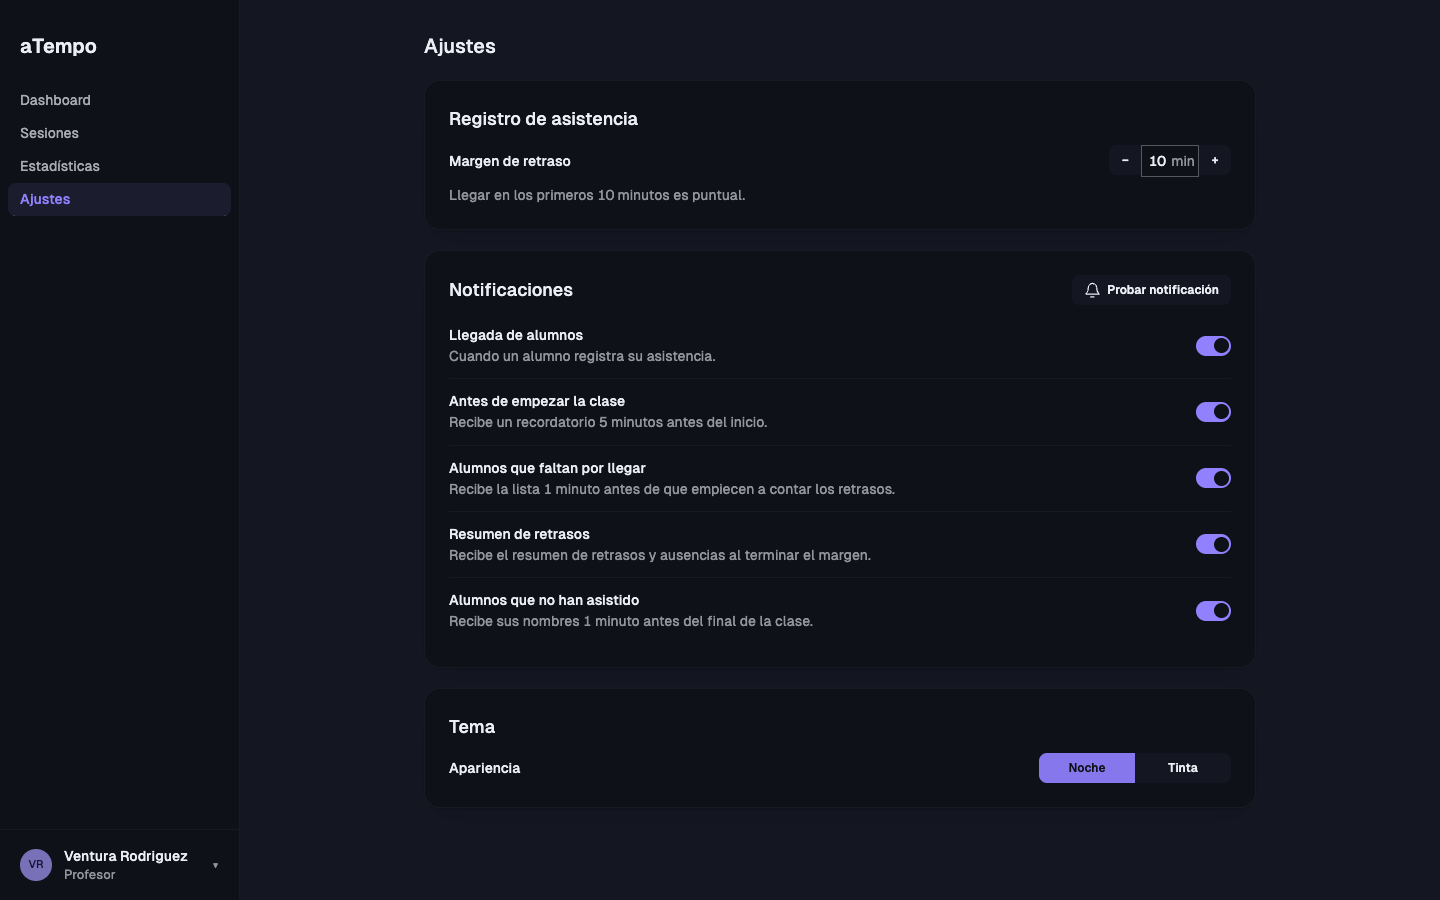 aTempo
Dashboard
Sesiones
Estadísticas
Ajustes
Ajustes
Registro de asistencia
Margen de retraso
- 10 min +
Llegar en los primeros 10 minutos es puntual.
Notificaciones
Probar notificación
Llegada de alumnos
Cuando un alumno registra su asistencia.
Antes de empezar la clase
Recibe un recordatorio 5 minutos antes del inicio.
Alumnos que faltan por llegar
Recibe la lista 1 minuto antes de que empiecen a contar los retrasos.
Resumen de retrasos
Recibe el resumen de retrasos y ausencias al terminar el margen.
Alumnos que no han asistido
Recibe sus nombres 1 minuto antes del final de la clase.
Tema
Apariencia
Noche Tinta
VR
Ventura Rodriguez
Profesor